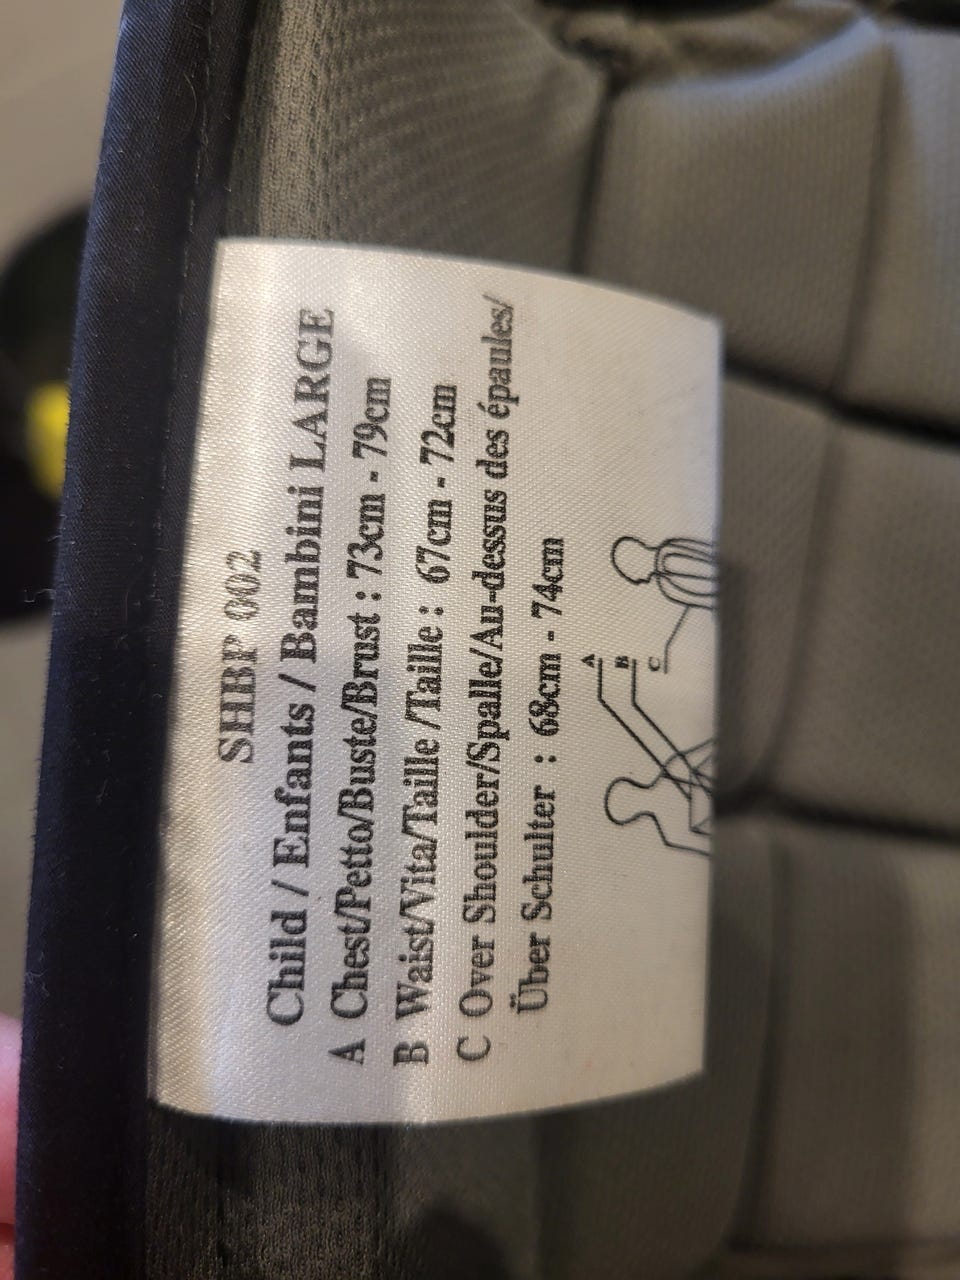 SHBP 002
Child / Enfants / Bambini LARGE
A Chest/Petto/Buste/Brust : 73cm - 79cm
B Waist/Vita/Taille /Taille : 67cm - 72cm
C Over Shoulder/Spalle/Au-dessus des épaules/
Über Schulter : 68cm - 74cm
A
B
C